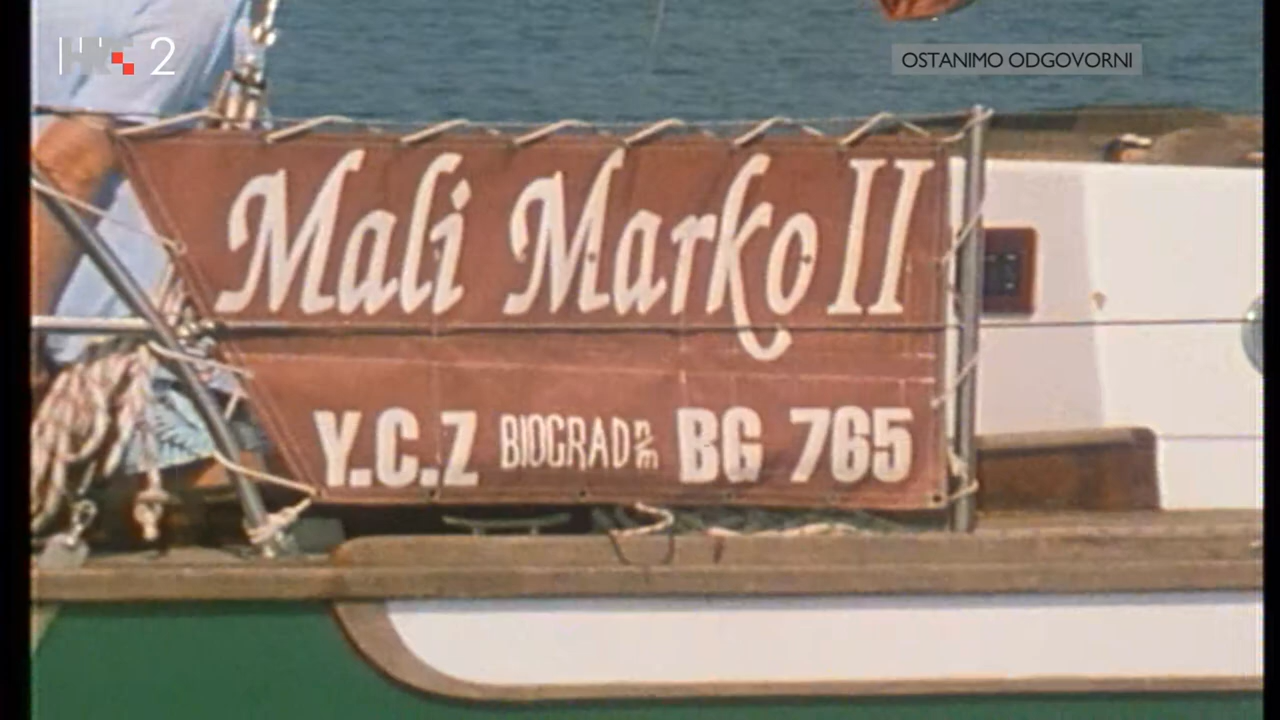 HRT 2
OSTANIMO ODGOVORNI
Mali Marko II
Y.C.Z BIOGRAD n/m BG 765